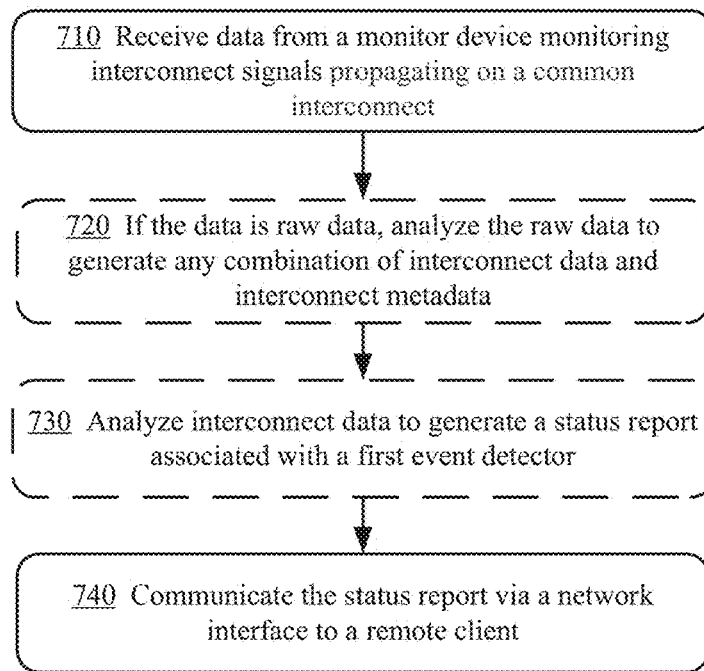 710 Receive data from a monitor device monitoring
interconnect signals propagating on a common
interconnect
720 If the data is raw data, analyze the raw data to
generate any combination of interconnect data and
interconnect metadata
730 Analyze interconnect data to generate a status report
associated with a first event detector
740 Communicate the status report via a network
interface to a remote client